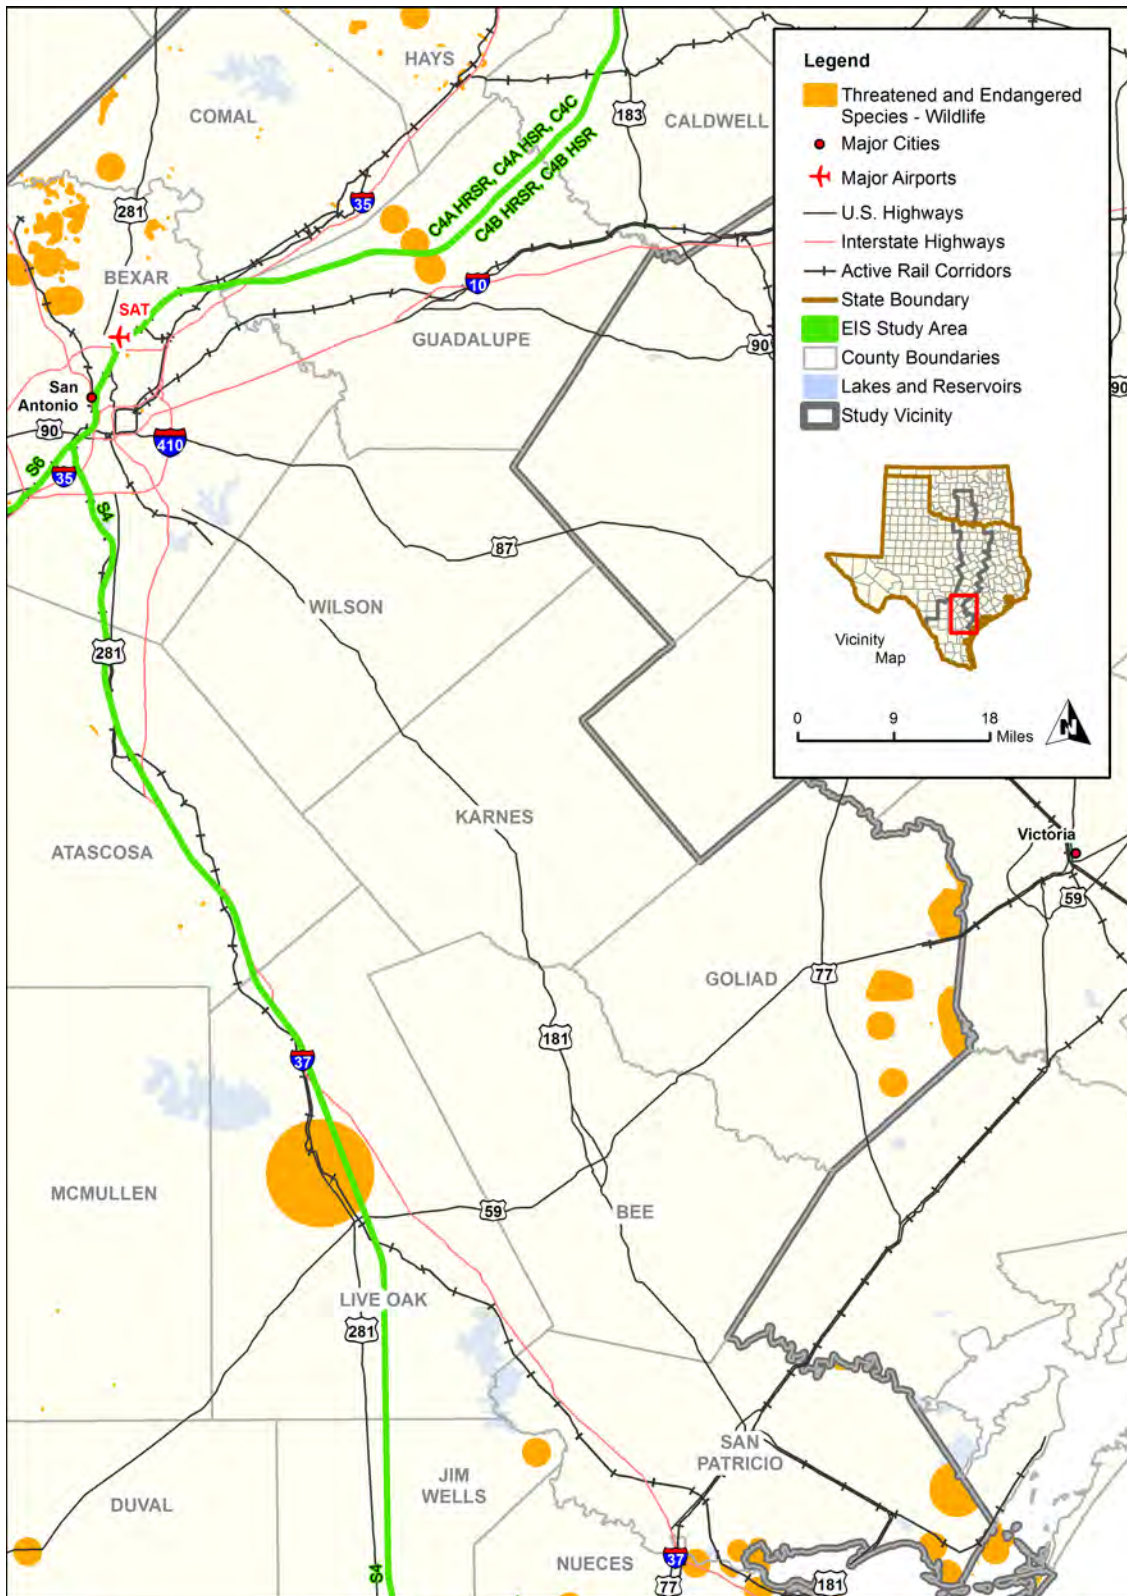 HAYS
COMAL
183
CALDWELL
C4A HRSR, C4A HSR, C4C
C4B HRSR, C4B HSR
281
35
BEXAR
SAT
10
GUADALUPE
90
90
San
Antonio
90
410
S6
35
S4
87
WILSON
281
KARNES
ATASCOSA
Victoria
59
GOLIAD
77
181
37
MCMULLEN
59
BEE
LIVE OAK
281
SAN
PATRICIO
JIM
WELLS
DUVAL
NUECES
37
S4
77
181
Legend
Threatened and Endangered
Species - Wildlife
Major Cities
Major Airports
U.S. Highways
Interstate Highways
Active Rail Corridors
State Boundary
EIS Study Area
County Boundaries
Lakes and Reservoirs
Study Vicinity
Vicinity
Map
0 9 18
Miles
N